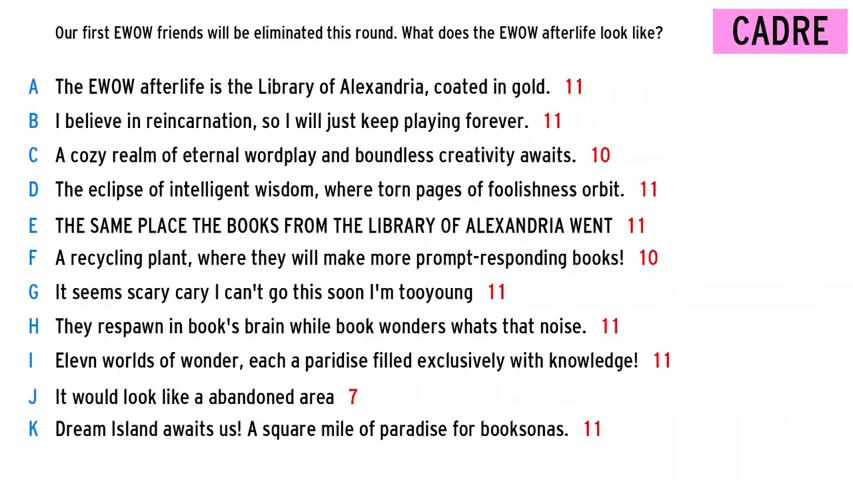 Our first EWOW friends will be eliminated this round. What does the EWOW afterlife look like?
CADRE
A The EWOW afterlife is the Library of Alexandria, coated in gold. 11
B I believe in reincarnation, so I will just keep playing forever. 11
C A cozy realm of eternal wordplay and boundless creativity awaits. 10
D The eclipse of intelligent wisdom, where torn pages of foolishness orbit. 11
E THE SAME PLACE THE BOOKS FROM THE LIBRARY OF ALEXANDRIA WENT 11
F A recycling plant, where they will make more prompt-responding books! 10
G It seems scary cary I can't go this soon I'm tooyoung 11
H They respawn in book's brain while book wonders whats that noise. 11
I Elevn worlds of wonder, each a paridise filled exclusively with knowledge! 11
J It would look like a abandoned area 7
K Dream Island awaits us! A square mile of paradise for booksonas. 11